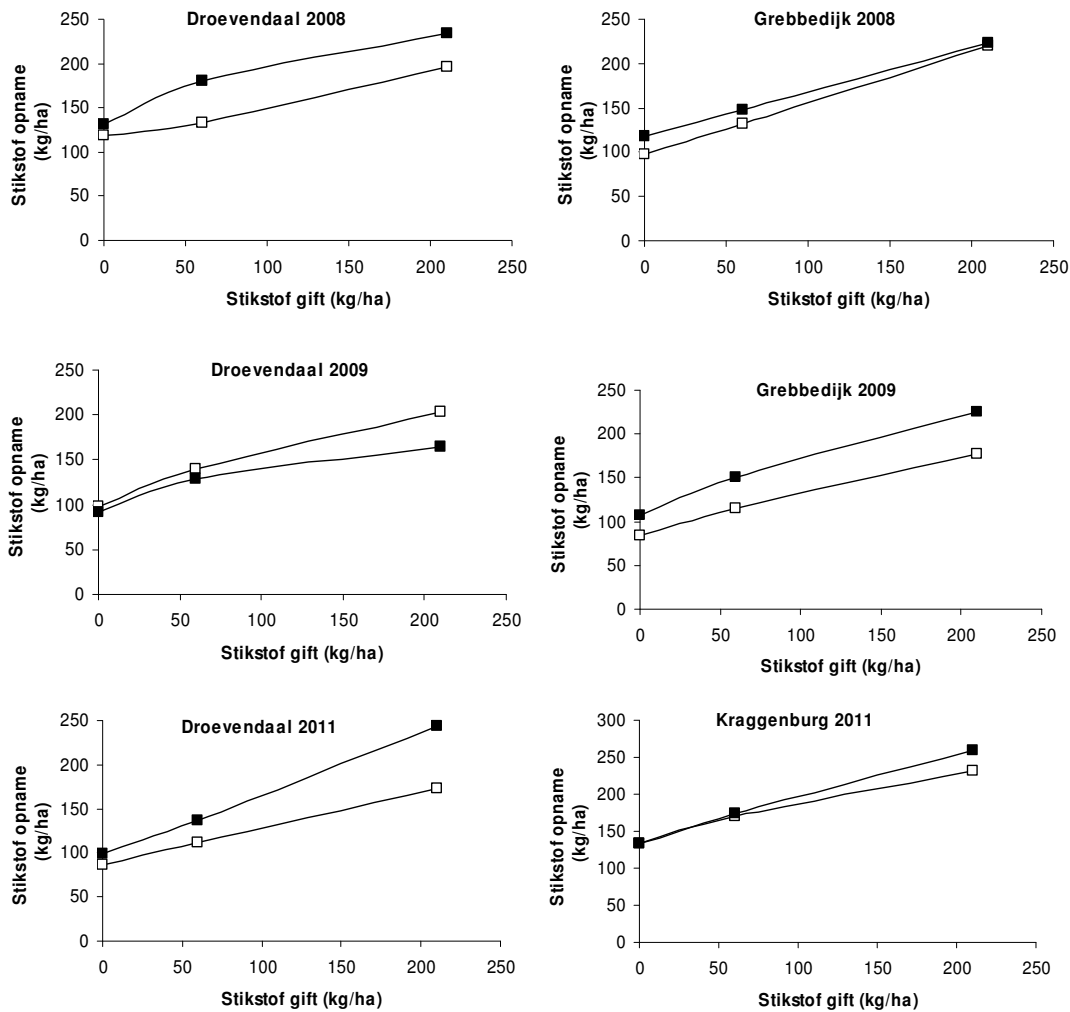 Droevendaal 2008
Stikstof opname
(kg/ha)
250
200
150
100
50
0
0 50 100 150 200 250
Stikstof gift (kg/ha)
Grebbedijk 2008
Stikstof opname
(kg/ha)
250
200
150
100
50
0
0 50 100 150 200 250
Stikstof gift (kg/ha)
Droevendaal 2009
Stikstof opname
(kg/ha)
250
200
150
100
50
0
0 50 100 150 200 250
Stikstof gift (kg/ha)
Grebbedijk 2009
Stikstof opname
(kg/ha)
250
200
150
100
50
0
0 50 100 150 200 250
Stikstof gift (kg/ha)
Droevendaal 2011
Stikstof opname
(kg/ha)
250
200
150
100
50
0
0 50 100 150 200 250
Stikstof gift (kg/ha)
Kraggenburg 2011
Stikstof opname
(kg/ha)
300
250
200
150
100
50
0
0 50 100 150 200 250
Stikstof gift (kg/ha)